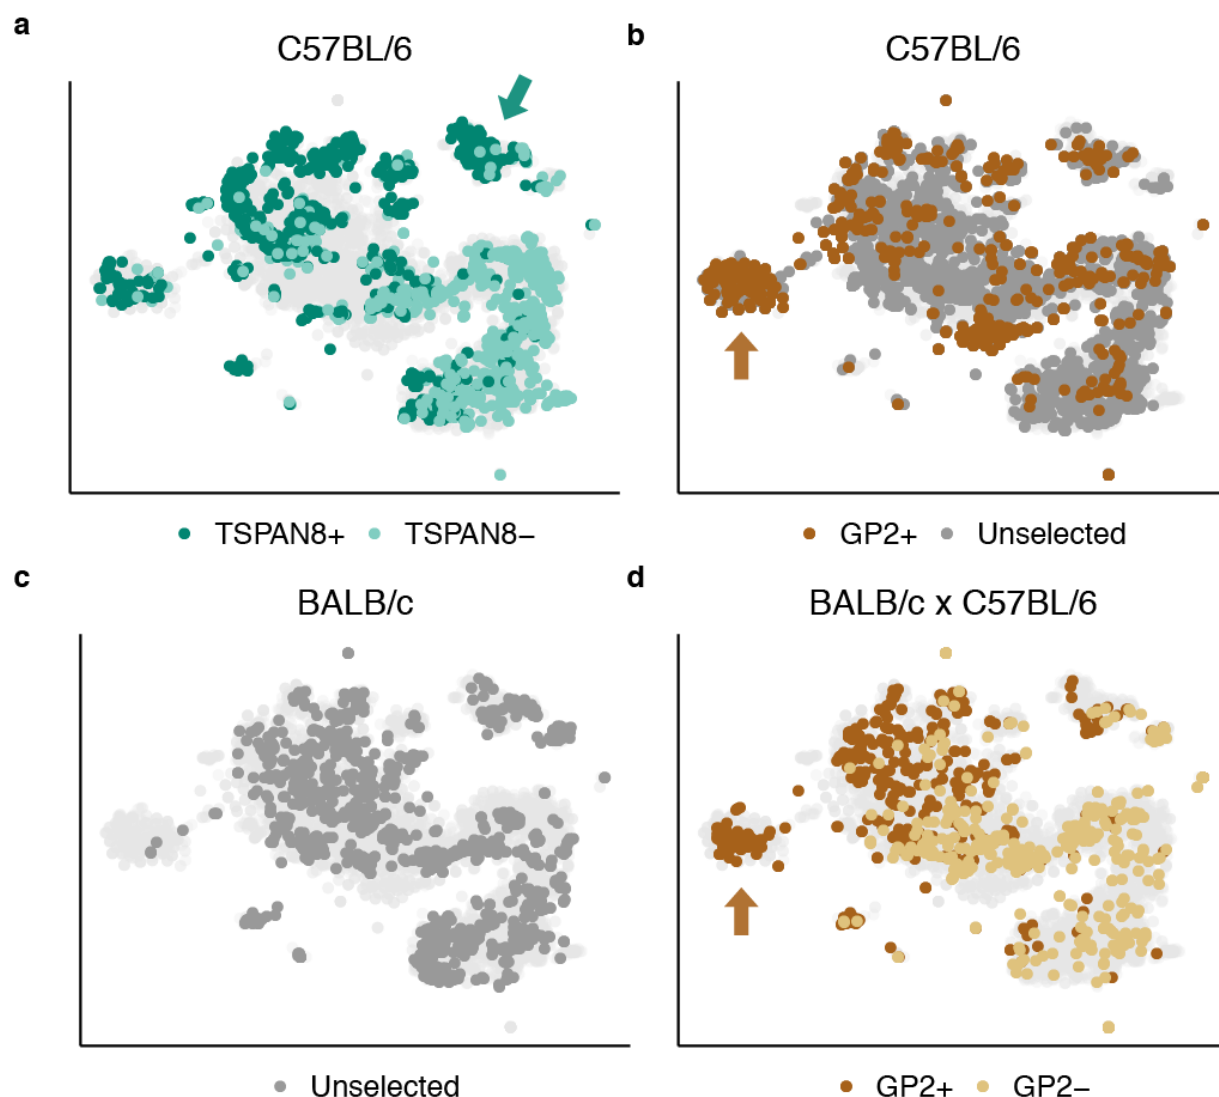 a
C57BL/6
b
C57BL/6
TSPAN8+ TSPAN8−
GP2+ Unselected
c
BALB/c
d
BALB/c x C57BL/6
Unselected
GP2+ GP2−